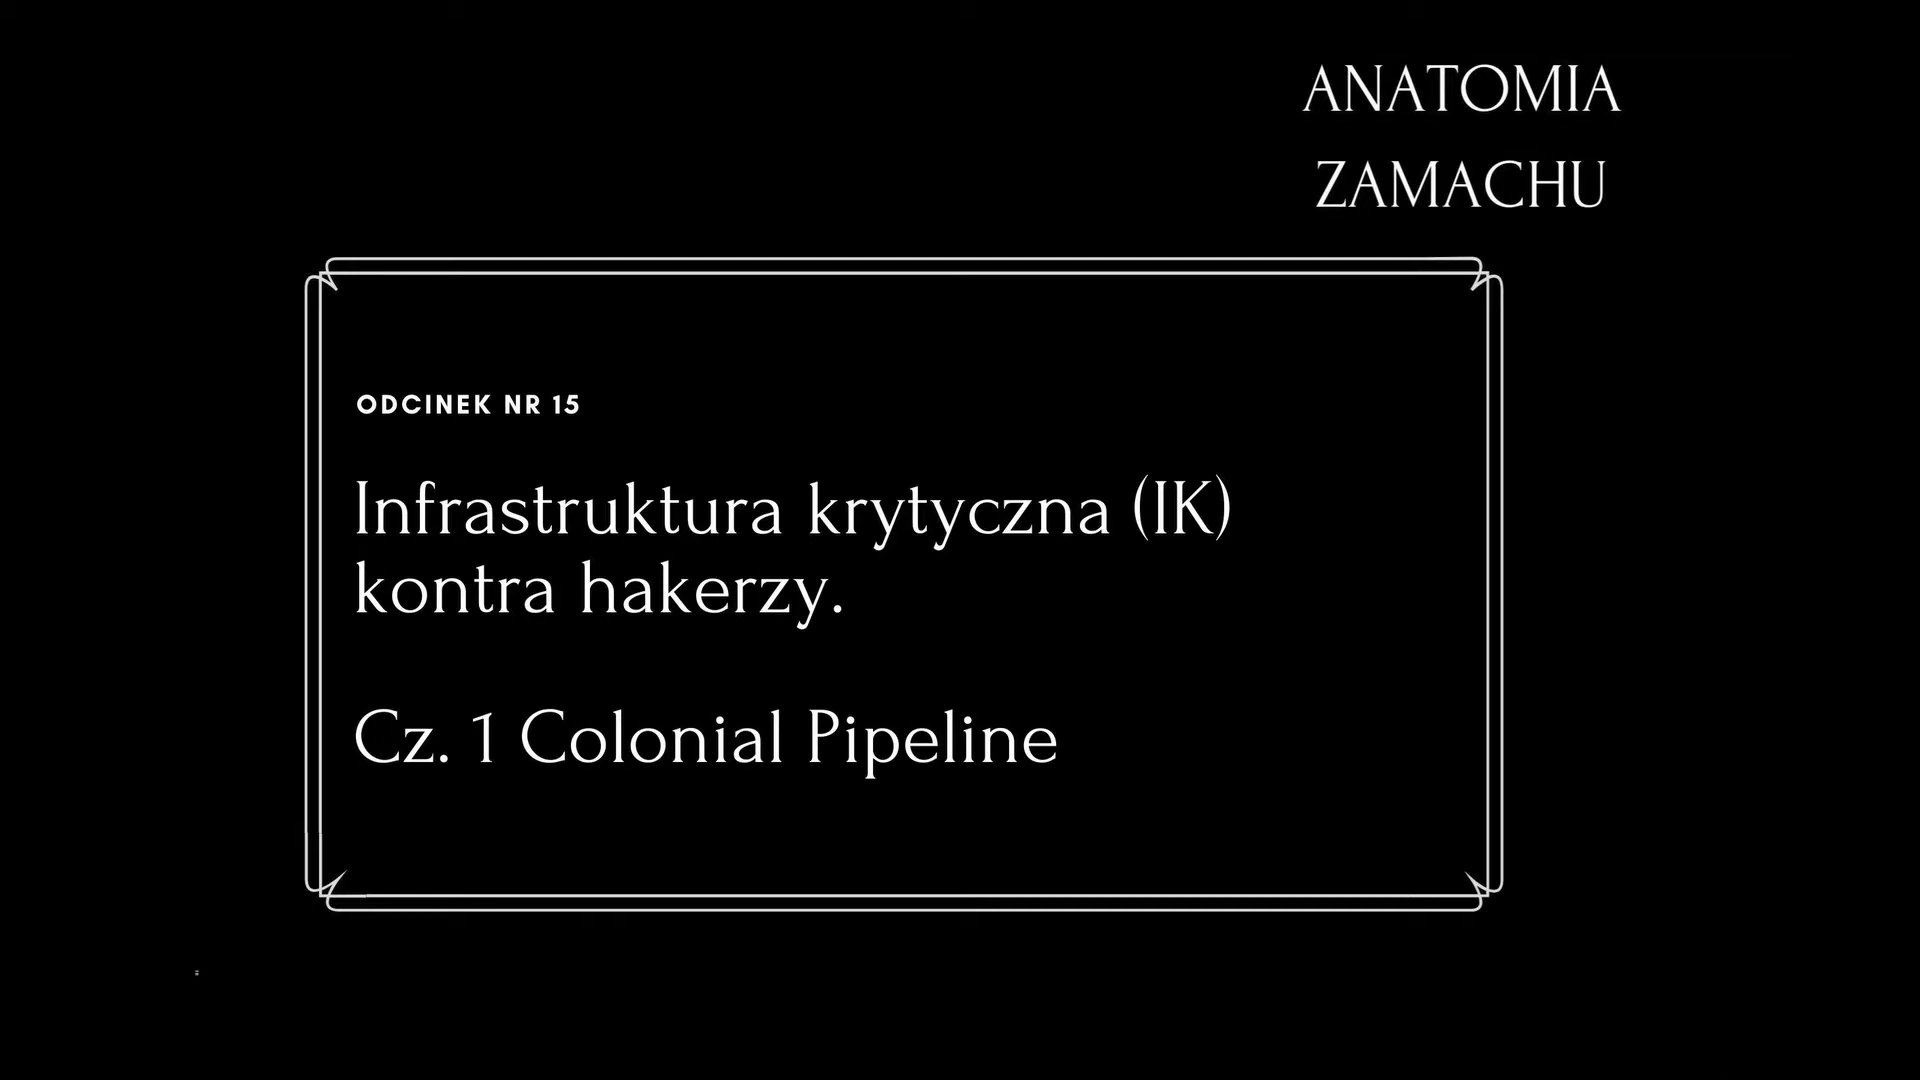 ANATOMIA
ZAMACHU
ODCINEK NR 15
Infrastruktura krytyczna (IK)
kontra hakerzy.
Cz. 1 Colonial Pipeline